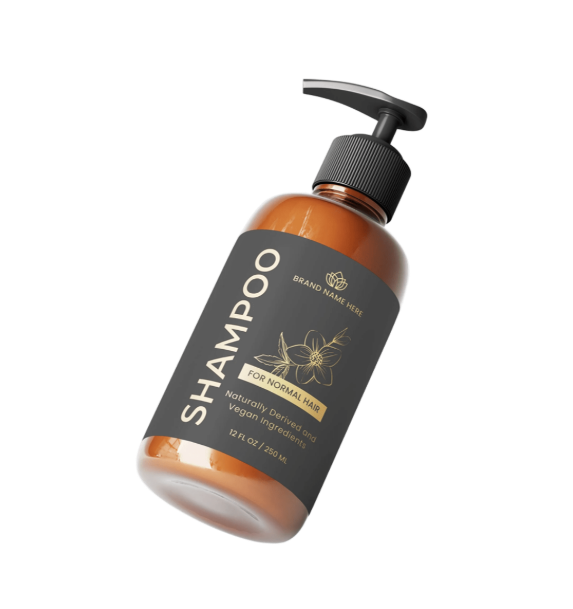 SHAMPOO
BRAND NAME HERE
FOR NORMAL HAIR
Naturally Derived and
Vegan Ingredients
12 FL OZ / 250 ML